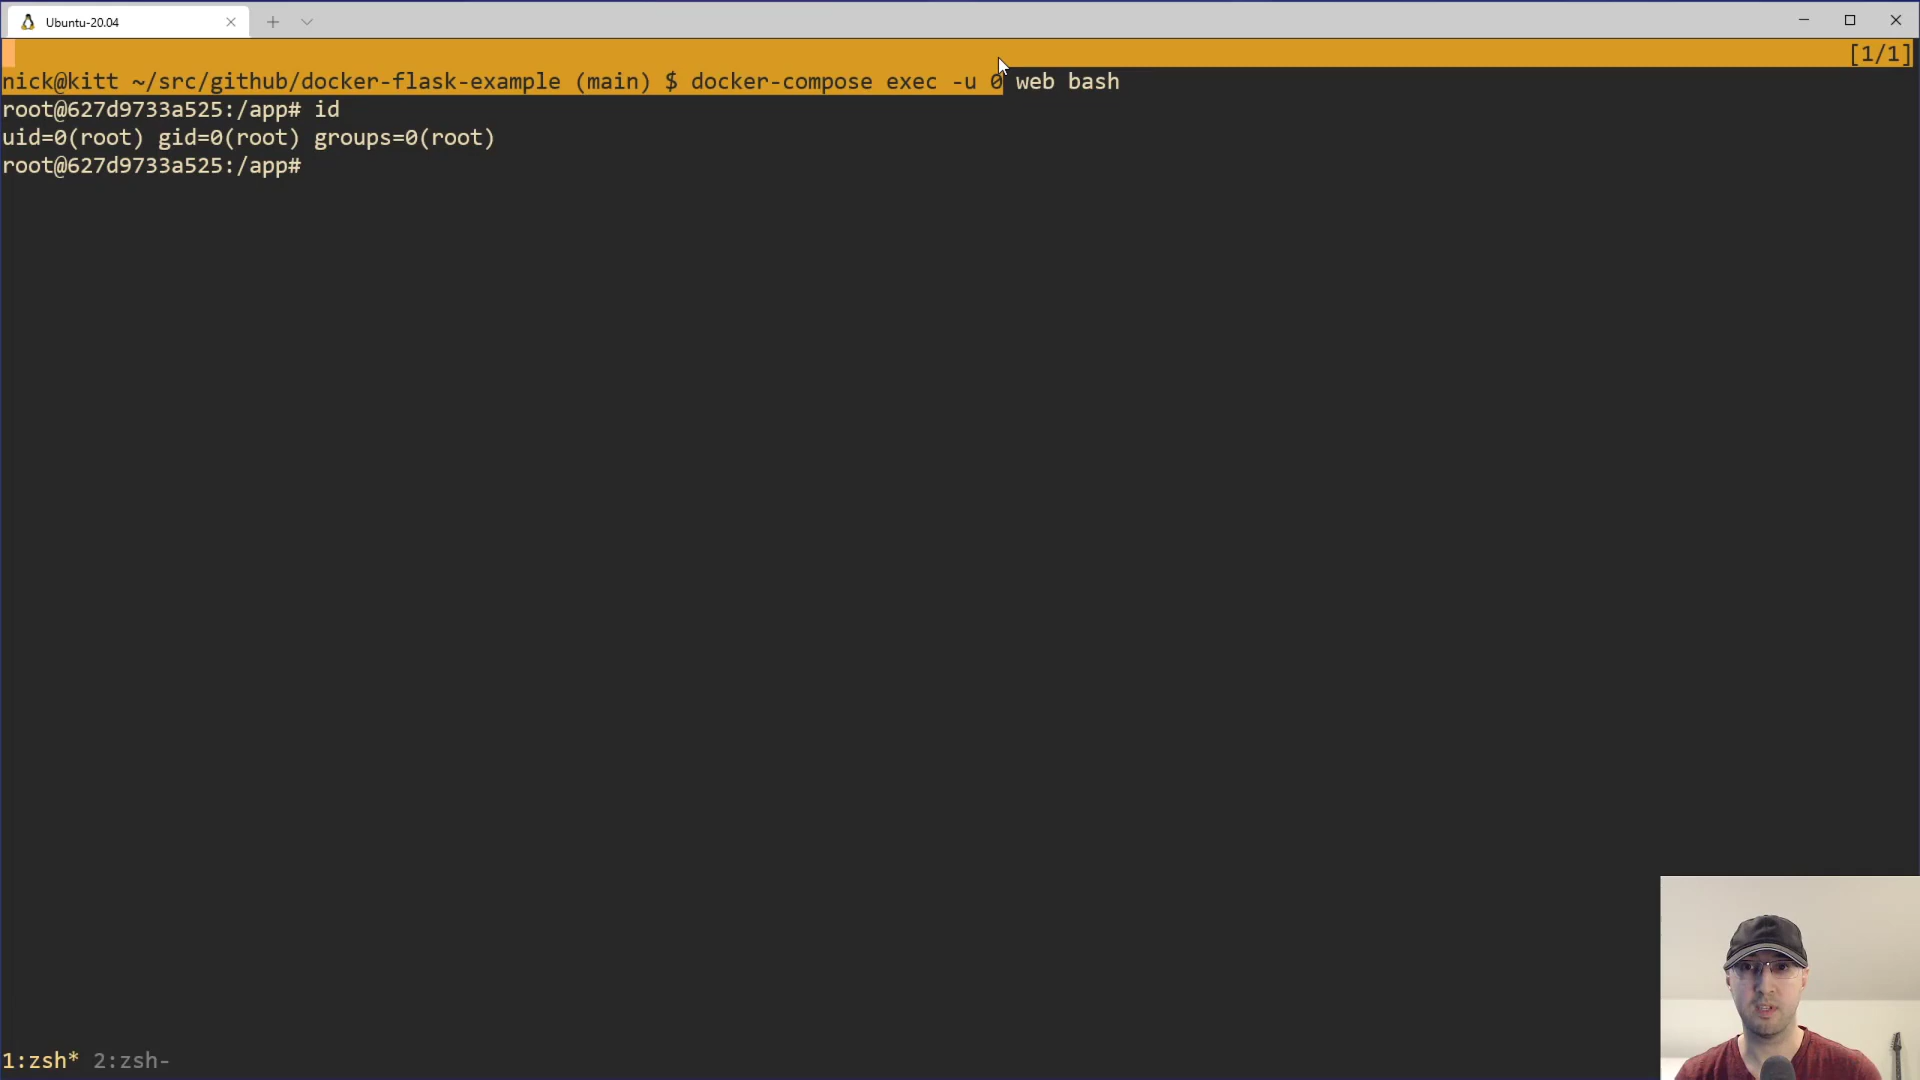 Ubuntu-20.04
[1/1]
nick@kitt ~/src/github/docker-flask-example (main) $ docker-compose exec -u 0 web bash
root@627d9733a525:/app# id
uid=0(root) gid=0(root) groups=0(root)
root@627d9733a525:/app#
1:zsh* 2:zsh-